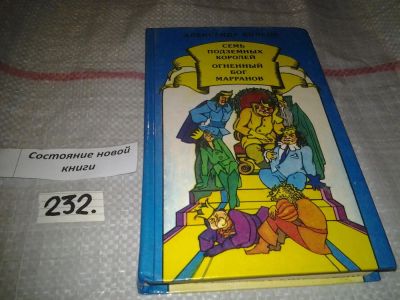 АЛЕКСАНДР ВОЛКОВ
СЕМЬ
ПОДЗЕМНЫХ
КОРОЛЕЙ
ОГНЕННЫЙ
БОГ
МАРРАНОВ
Состояние новой
книги
232.